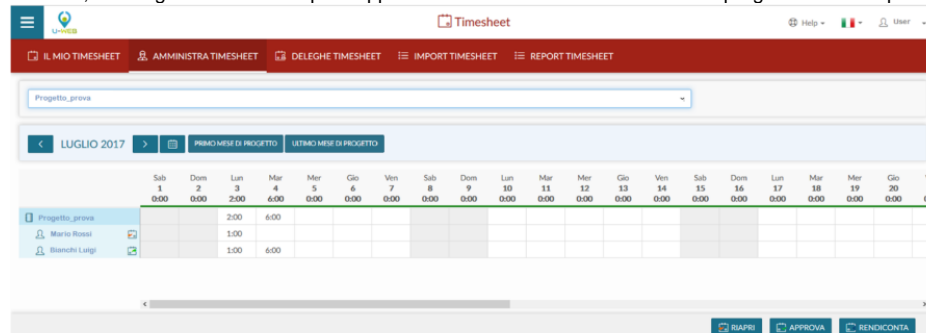 U-WEB
Timesheet
Help
User
IL MIO TIMESHEET
AMMINISTRA TIMESHEET
DELEGHE TIMESHEET
IMPORT TIMESHEET
REPORT TIMESHEET
Progetto_prova
LUGLIO 2017
PRIMO MESE DI PROGETTO
ULTIMO MESE DI PROGETTO
Sab Dom Lun Mar Mer Gio Ven Sab Dom Lun Mar Mer Gio Ven Sab Dom Lun Mar Mer Gio
1 2 3 4 5 6 7 8 9 10 11 12 13 14 15 16 17 18 19 20
0:00 0:00 2:00 6:00 0:00 0:00 0:00 0:00 0:00 0:00 0:00 0:00 0:00 0:00 0:00 0:00 0:00 0:00 0:00 0:00
Progetto_prova 2:00 6:00
Mario Rossi 1:00
Bianchi Luigi 1:00 6:00
RIAPRI
APPROVA
RENDICONTA